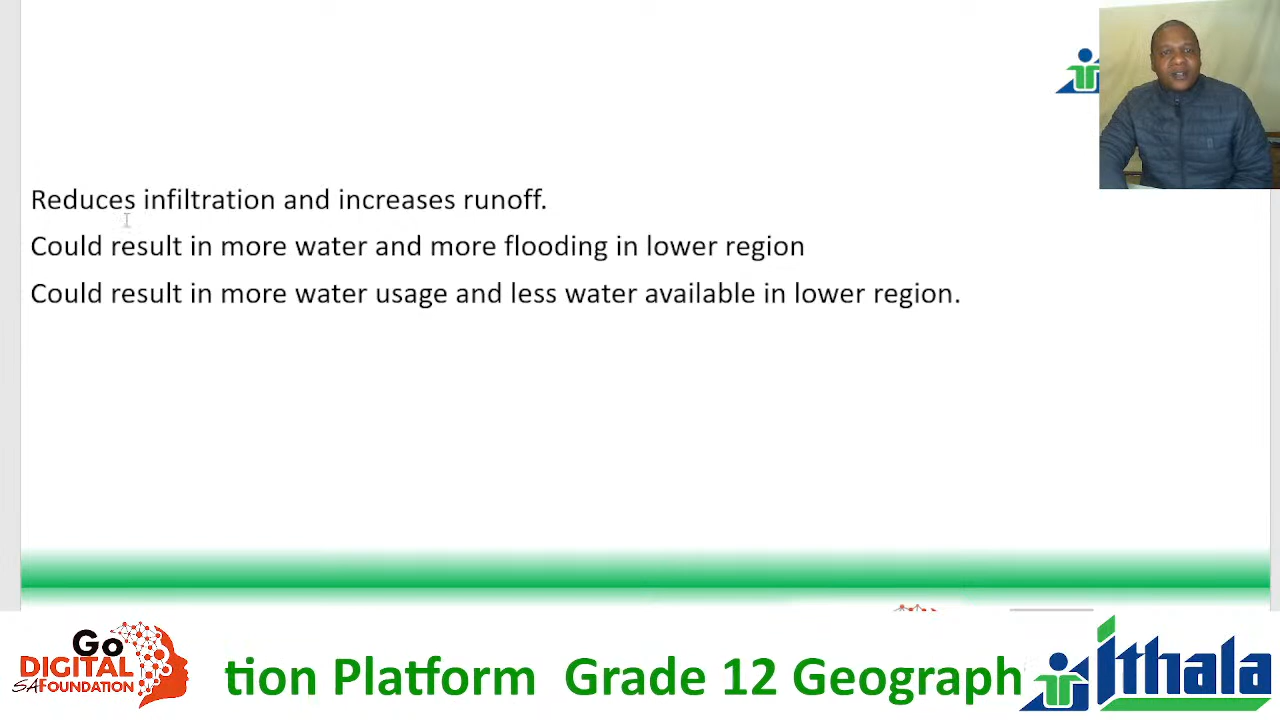 Reduces infiltration and increases runoff.
Could result in more water and more flooding in lower region
Could result in more water usage and less water available in lower region.
Go
DIGITAL
SA FOUNDATION
tion Platform Grade 12 Geograph
Ithala